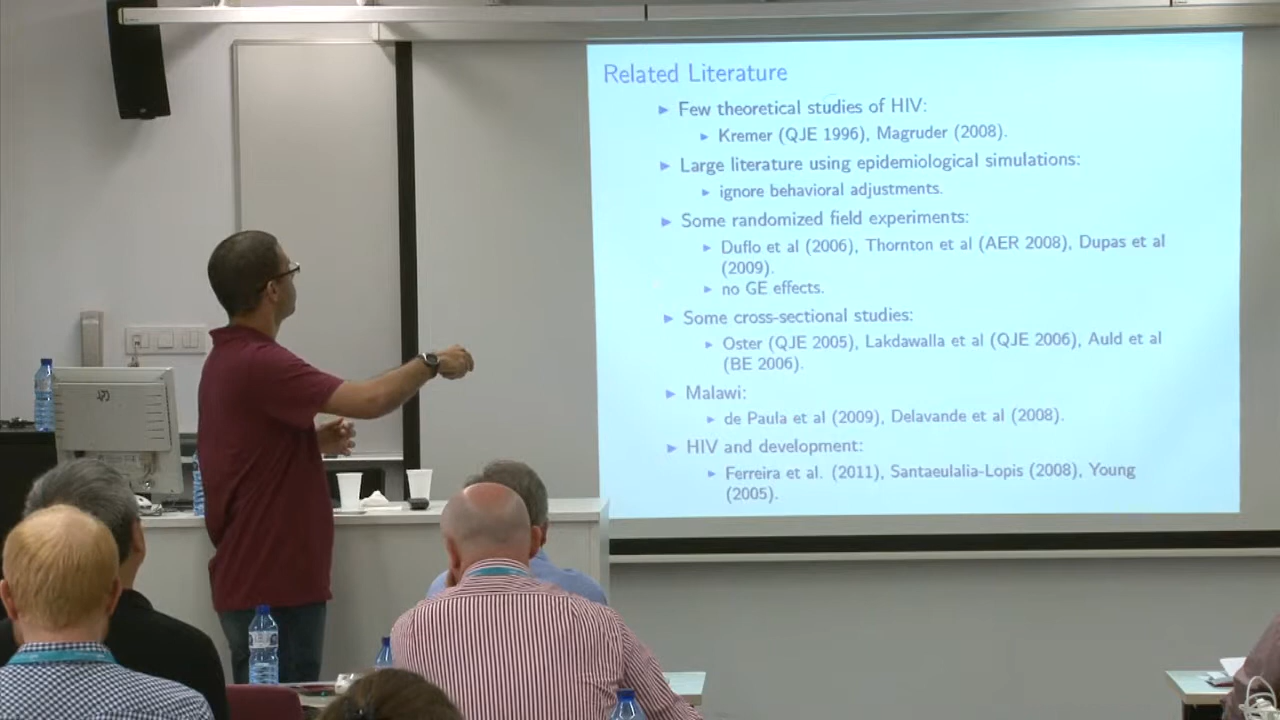 Related Literature
Few theoretical studies of HIV:
Kremer (QJE 1996), Magruder (2008).
Large literature using epidemiological simulations:
ignore behavioral adjustments.
Some randomized field experiments:
Duflo et al (2006), Thornton et al (AER 2008), Dupas et al
(2009).
no GE effects.
Some cross-sectional studies:
Oster (QJE 2005), Lakdawalla et al (QJE 2006), Auld et al
(BE 2006).
Malawi:
de Paula et al (2009), Delavande et al (2008).
HIV and development:
Ferreira et al. (2011), Santaeulalia-Lopis (2008), Young
(2005).